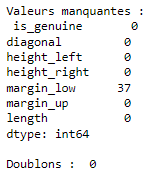 Valeurs manquantes :
is_genuine 0
diagonal 0
height_left 0
height_right 0
margin_low 37
margin_up 0
length 0
dtype: int64
Doublons : 0